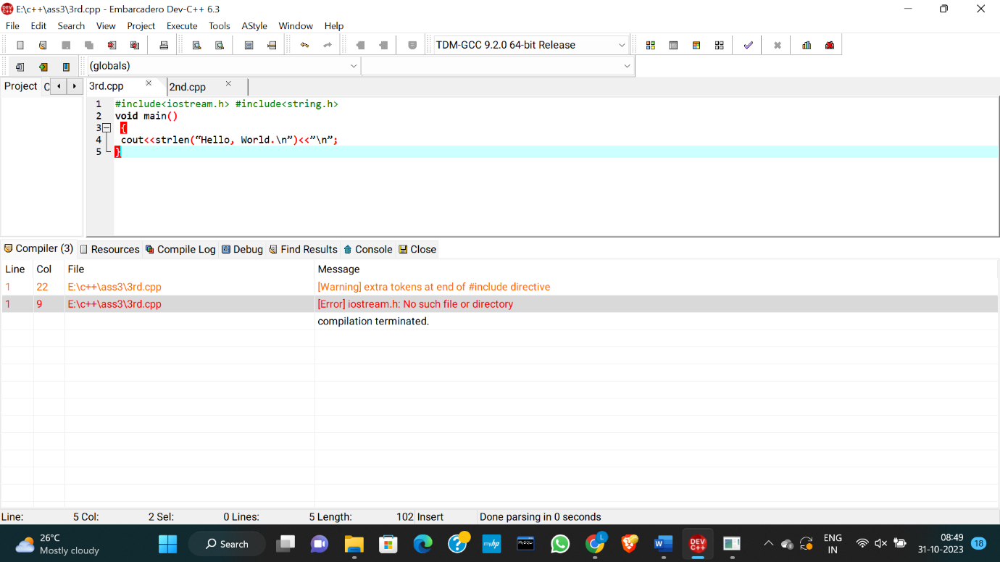 E:\c++\ass3\3rd.cpp - Embarcadero Dev-C++ 6.3
File Edit Search View Project Execute Tools AStyle Window Help
TDM-GCC 9.2.0 64-bit Release
(globals)
Project C 3rd.cpp 2nd.cpp
1 #include<iostream.h> #include<string.h>
2 void main()
3 {
4 cout<<strlen(“Hello, World.\n”)<<”\n”;
5 }
Compiler (3) Resources Compile Log Debug Find Results Console Close
Line Col File Message
1 22 E:\c++\ass3\3rd.cpp [Warning] extra tokens at end of #include directive
1 9 E:\c++\ass3\3rd.cpp [Error] iostream.h: No such file or directory
compilation terminated.
Line: 5 Col: 2 Sel: 0 Lines: 5 Length: 102 Insert Done parsing in 0 seconds
26°C
Mostly cloudy
Search
myhp
MySQL
L
W
DEV
C++
ENG
IN
08:49
31-10-2023
18